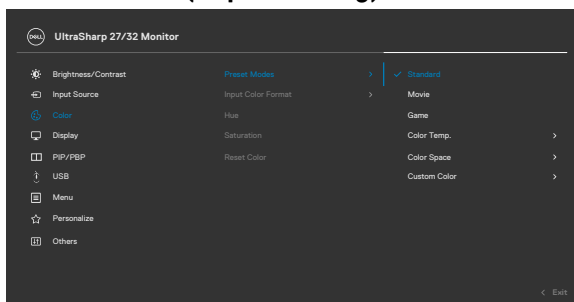 DELL
UltraSharp 27/32 Monitor
Brightness/Contrast
Input Source
Color
Display
PIP/PBP
USB
Menu
Personalize
Others
Preset Modes
Input Color Format
Hue
Saturation
Reset Color
Standard
Movie
Game
Color Temp.
Color Space
Custom Color
Exit